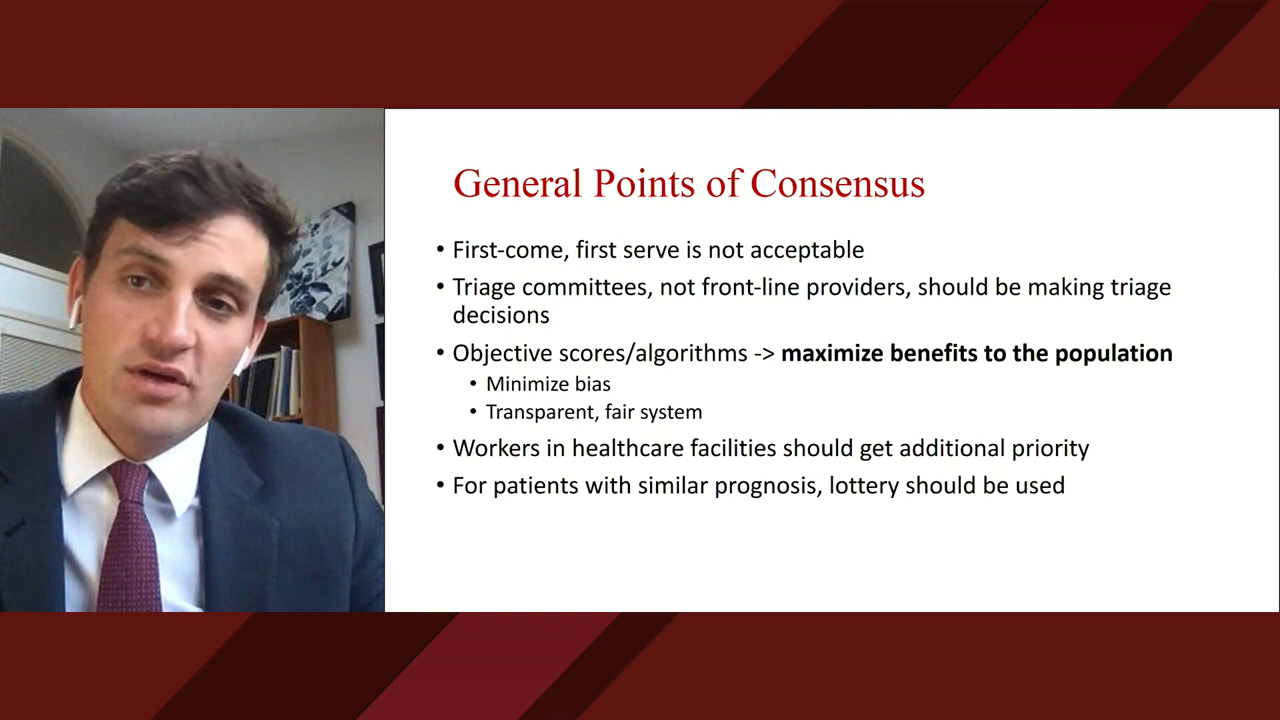 General Points of Consensus
• First-come, first serve is not acceptable
• Triage committees, not front-line providers, should be making triage
decisions
• Objective scores/algorithms -> maximize benefits to the population
• Minimize bias
• Transparent, fair system
• Workers in healthcare facilities should get additional priority
• For patients with similar prognosis, lottery should be used